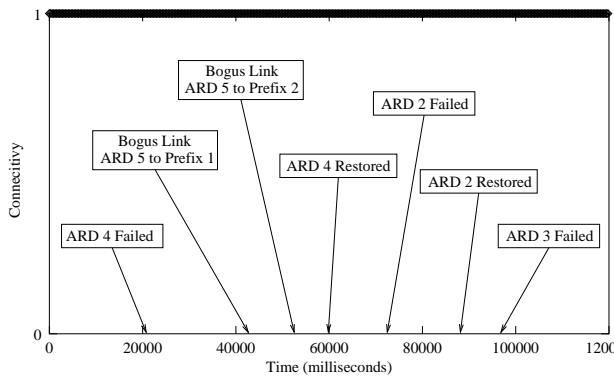 1
Bogus Link
ARD 5 to Prefix 2
ARD 2 Failed
Bogus Link
ARD 5 to Prefix 1
ARD 4 Restored
ARD 2 Restored
ARD 4 Failed
ARD 3 Failed
Connecitivy
0
0 20000 40000 60000 80000 100000 1200
Time (milliseconds)